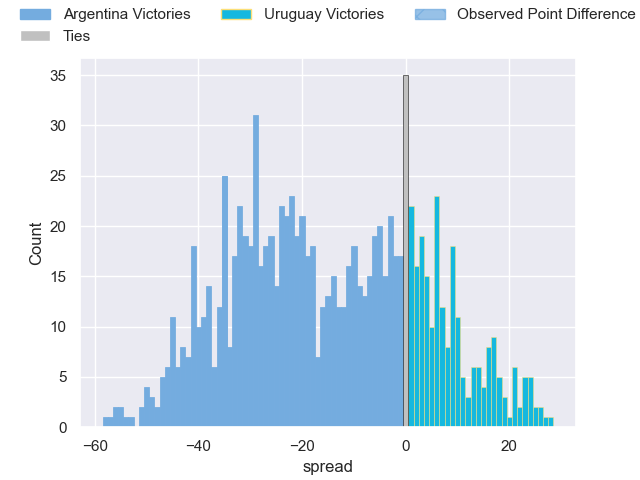 Argentina Victories
Uruguay Victories
Observed Point Difference
Ties
35
30
25
20
15
10
5
0
Count
−60
−40
−20
0
20
spread